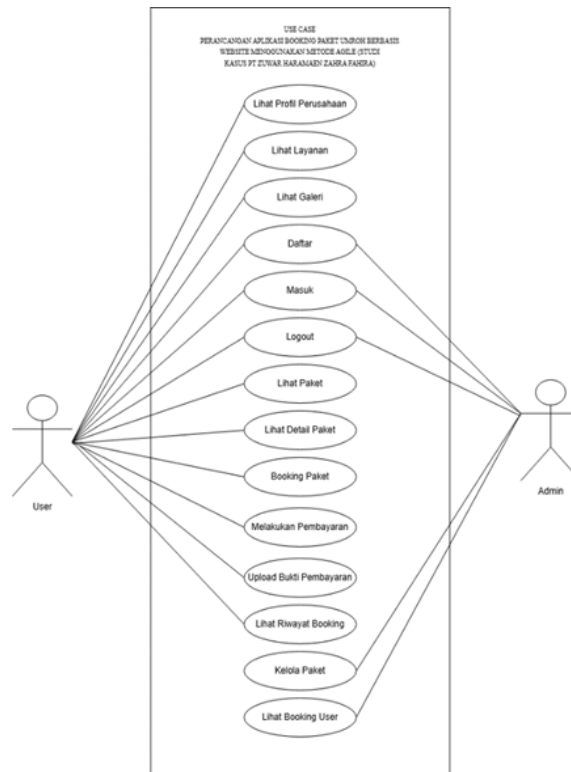 USE CASE
PERANCANGAN APLIKASI BOOKING PAKET UMROH BERBASIS
WEBSITE MENGGUNAKAN METODE AGILE (STUDI
KASUS PT ZUWAR HARAMAEN ZAHRA FAHIRA)
Lihat Profil Perusahaan
Lihat Layanan
Lihat Galeri
Daftar
Masuk
Logout
Lihat Paket
Lihat Detail Paket
Booking Paket
Melakukan Pembayaran
Upload Bukti Pembayaran
Lihat Riwayat Booking
Kelola Paket
Lihat Booking User
User
Admin